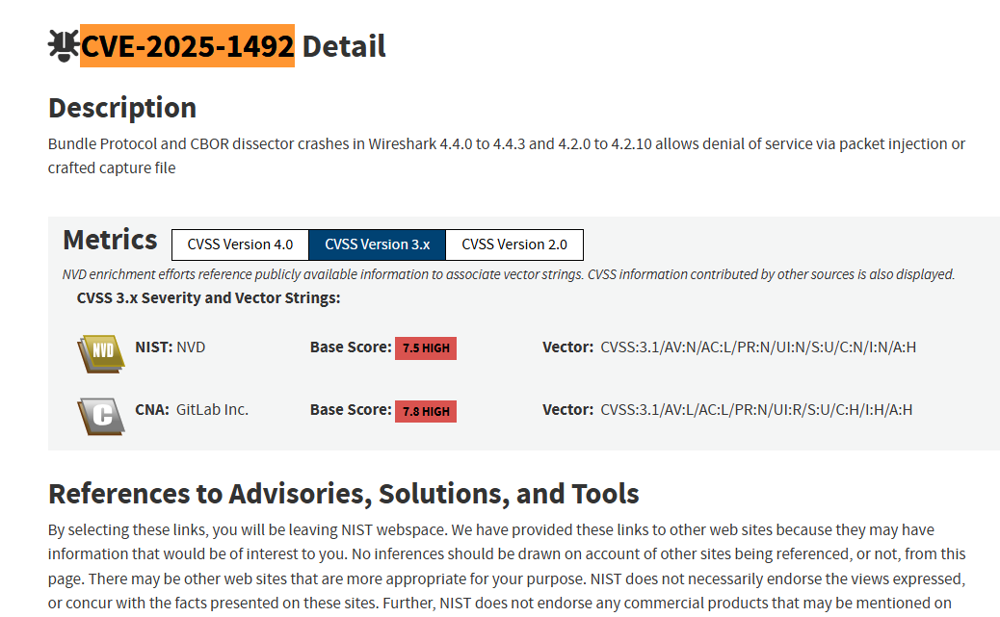 CVE-2025-1492 Detail
Description
Bundle Protocol and CBOR dissector crashes in Wireshark 4.4.0 to 4.4.3 and 4.2.0 to 4.2.10 allows denial of service via packet injection or
crafted capture file
Metrics CVSS Version 4.0 CVSS Version 3.x CVSS Version 2.0
NVD enrichment efforts reference publicly available information to associate vector strings. CVSS information contributed by other sources is also displayed.
CVSS 3.x Severity and Vector Strings:
NVD NIST: NVD Base Score: 7.5 HIGH Vector: CVSS:3.1/AV:N/AC:L/PR:N/UI:N/S:U/C:N/I:N/A:H
C CNA: GitLab Inc. Base Score: 7.8 HIGH Vector: CVSS:3.1/AV:L/AC:L/PR:N/UI:R/S:U/C:H/I:H/A:H
References to Advisories, Solutions, and Tools
By selecting these links, you will be leaving NIST webspace. We have provided these links to other web sites because they may have
information that would be of interest to you. No inferences should be drawn on account of other sites being referenced, or not, from this
page. There may be other web sites that are more appropriate for your purpose. NIST does not necessarily endorse the views expressed,
or concur with the facts presented on these sites. Further, NIST does not endorse any commercial products that may be mentioned on